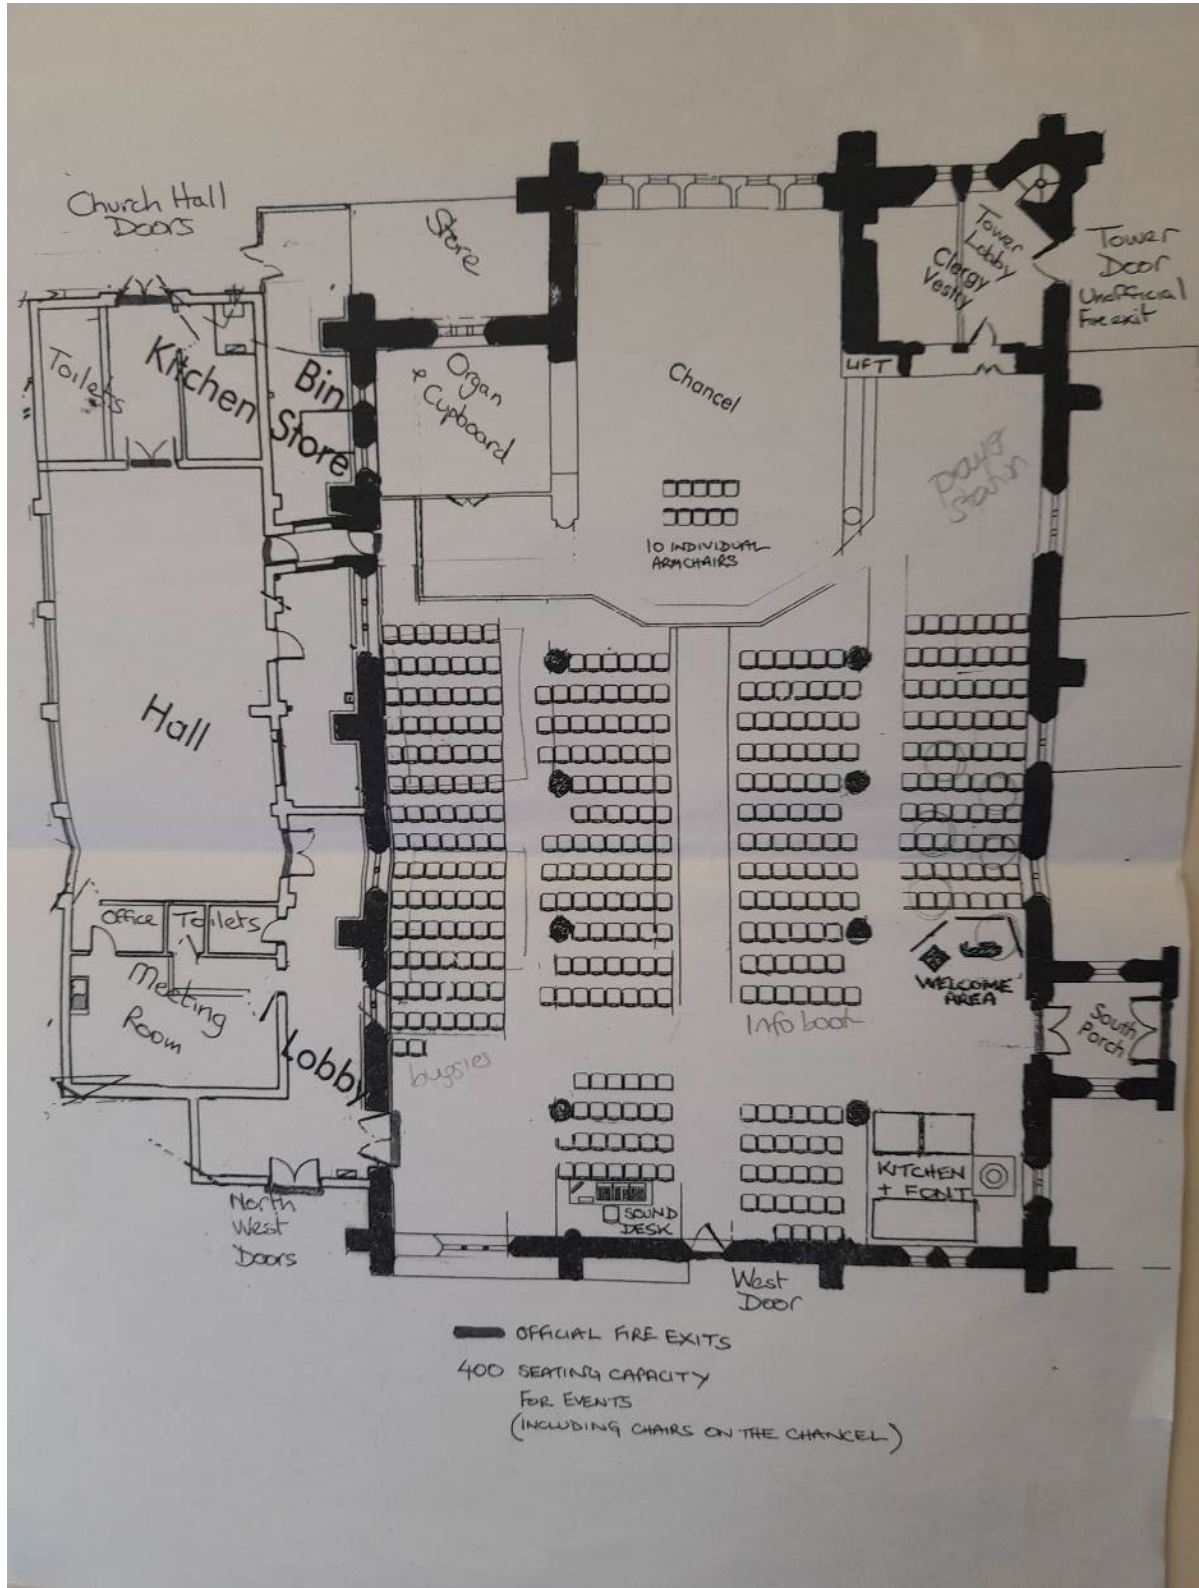 Church Hall
Doors
Store
Tower
Lobby
Clergy
Vestry
Tower
Door
Unofficial
Fire exit
Toilets
Kitchen
Bin
Store
Organ
& Cupboard
LIFT
Chancel
prayer
station
10 INDIVIDUAL
ARMCHAIRS
Hall
Office
Toilets
Meeting
Room
Lobby
WELCOME
AREA
South
Porch
Info book
bugsies
KITCHEN
+ FONT
SOUND
DESK
North
West
Doors
West
Door
OFFICIAL FIRE EXITS
400 SEATING CAPACITY
FOR EVENTS
(INCLUDING CHAIRS ON THE CHANCEL)